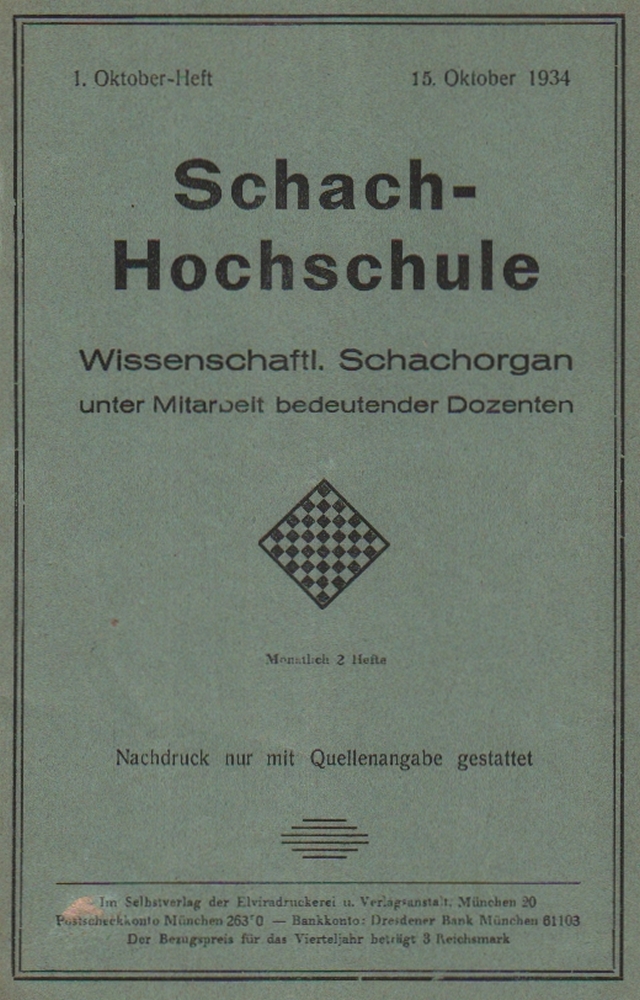 1. Oktober-Heft 15. Oktober 1934
Schach-
Hochschule
Wissenschaftl. Schachorgan
unter Mitarbeit bedeutender Dozenten
Monatlich 2 Hefte
Nachdruck nur mit Quellenangabe gestattet
Im Selbstverlag der Elviradruckerei u. Verlagsanstalt, München 20
Postscheckkonto München — Bankkonto: Dresdener Bank München 61103
Der Bezugspreis für das Vierteljahr beträgt 3 Reichsmark